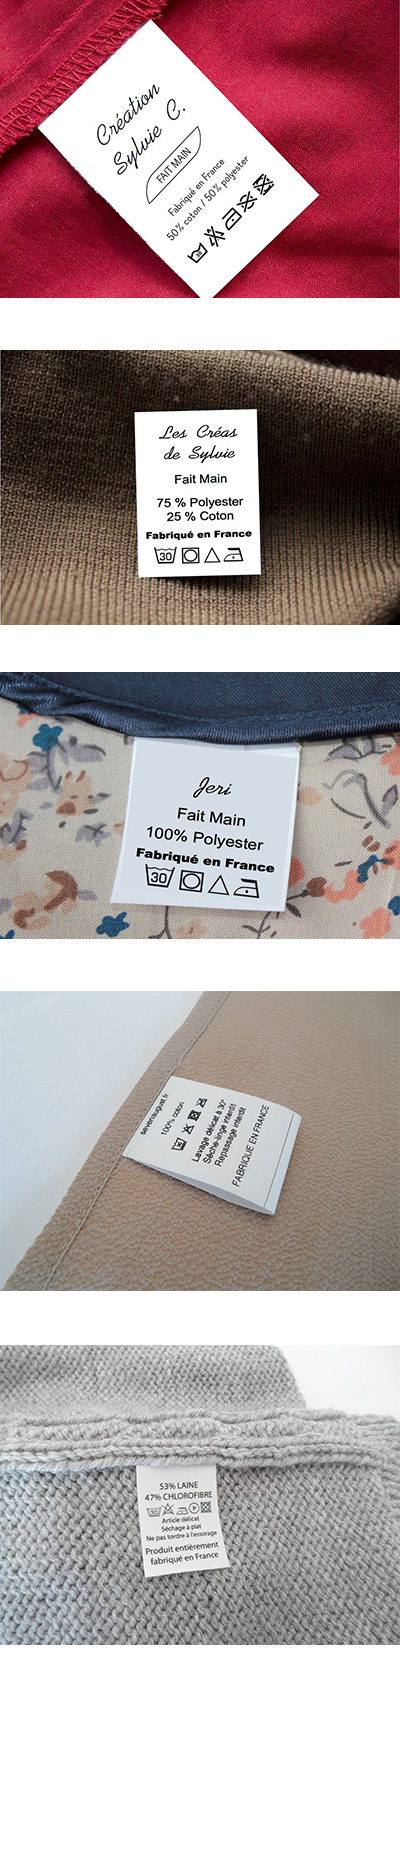 Création
Sylvie C.
FAIT MAIN
Fabriqué en France
50% coton / 50% polyester
Les Créas
de Sylvie
Fait Main
75 % Polyester
25 % Coton
Fabriqué en France
30
Jeri
Fait Main
100% Polyester
Fabriqué en France
30
sevenaugust.fr
100% coton
Lavage délicat à 30°
Sèche-linge interdit
Repassage interdit
FABRIQUE EN FRANCE
53% LAINE
47% CHLOROFIBRE
30
Article délicat
Séchage à plat
Ne pas tordre à l'essorage
Produit entièrement
fabriqué en France